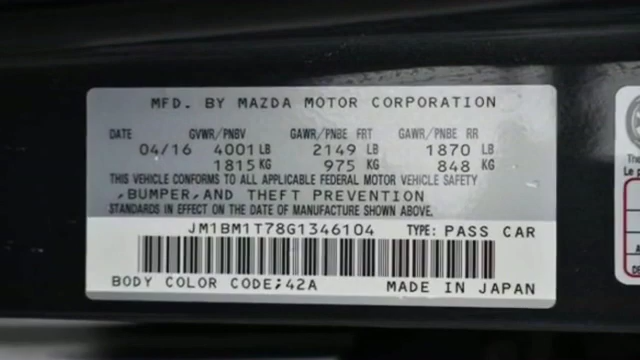 MFD. BY MAZDA MOTOR CORPORATION
DATE GVWR/PNBV GAWR/PNBE FRT GAWR/PNBE RR
04/16 4001 LB 2149 LB 1870 LB
1815 KG 975 KG 848 KG
THIS VEHICLE CONFORMS TO ALL APPLICABLE FEDERAL MOTOR VEHICLE SAFETY
,BUMPER,AND THEFT PREVENTION
STANDARDS IN EFFECT ON THE DATE OF MANUFACTURE SHOWN ABOVE.
JM1BM1T78G1346104 TYPE: PASS CAR
BODY COLOR CODE;42A MADE IN JAPAN